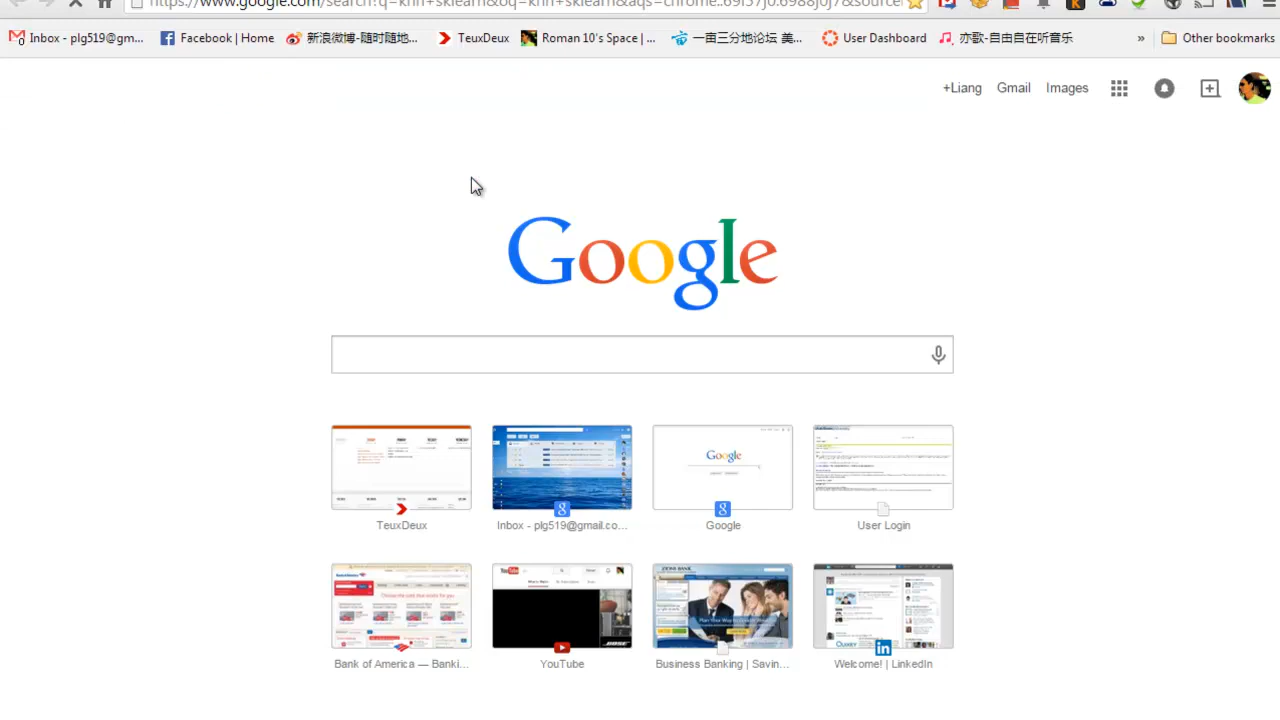 https://www.google.com/search?q=knn+sklearn&oq=knn+sklearn&aqs=chrome..69i57j0.6988j0j7&source
Inbox - plg519@gm... Facebook | Home 新浪微博-随时随地... TeuxDeux Roman 10's Space | ... 一亩三分地论坛 美... User Dashboard 亦歌-自由自在听音乐 » Other bookmarks
+Liang Gmail Images
Google
TeuxDeux Inbox - plg519@gmail.co... Google User Login
Bank of America — Banki... YouTube Business Banking | Savin... Welcome! | LinkedIn